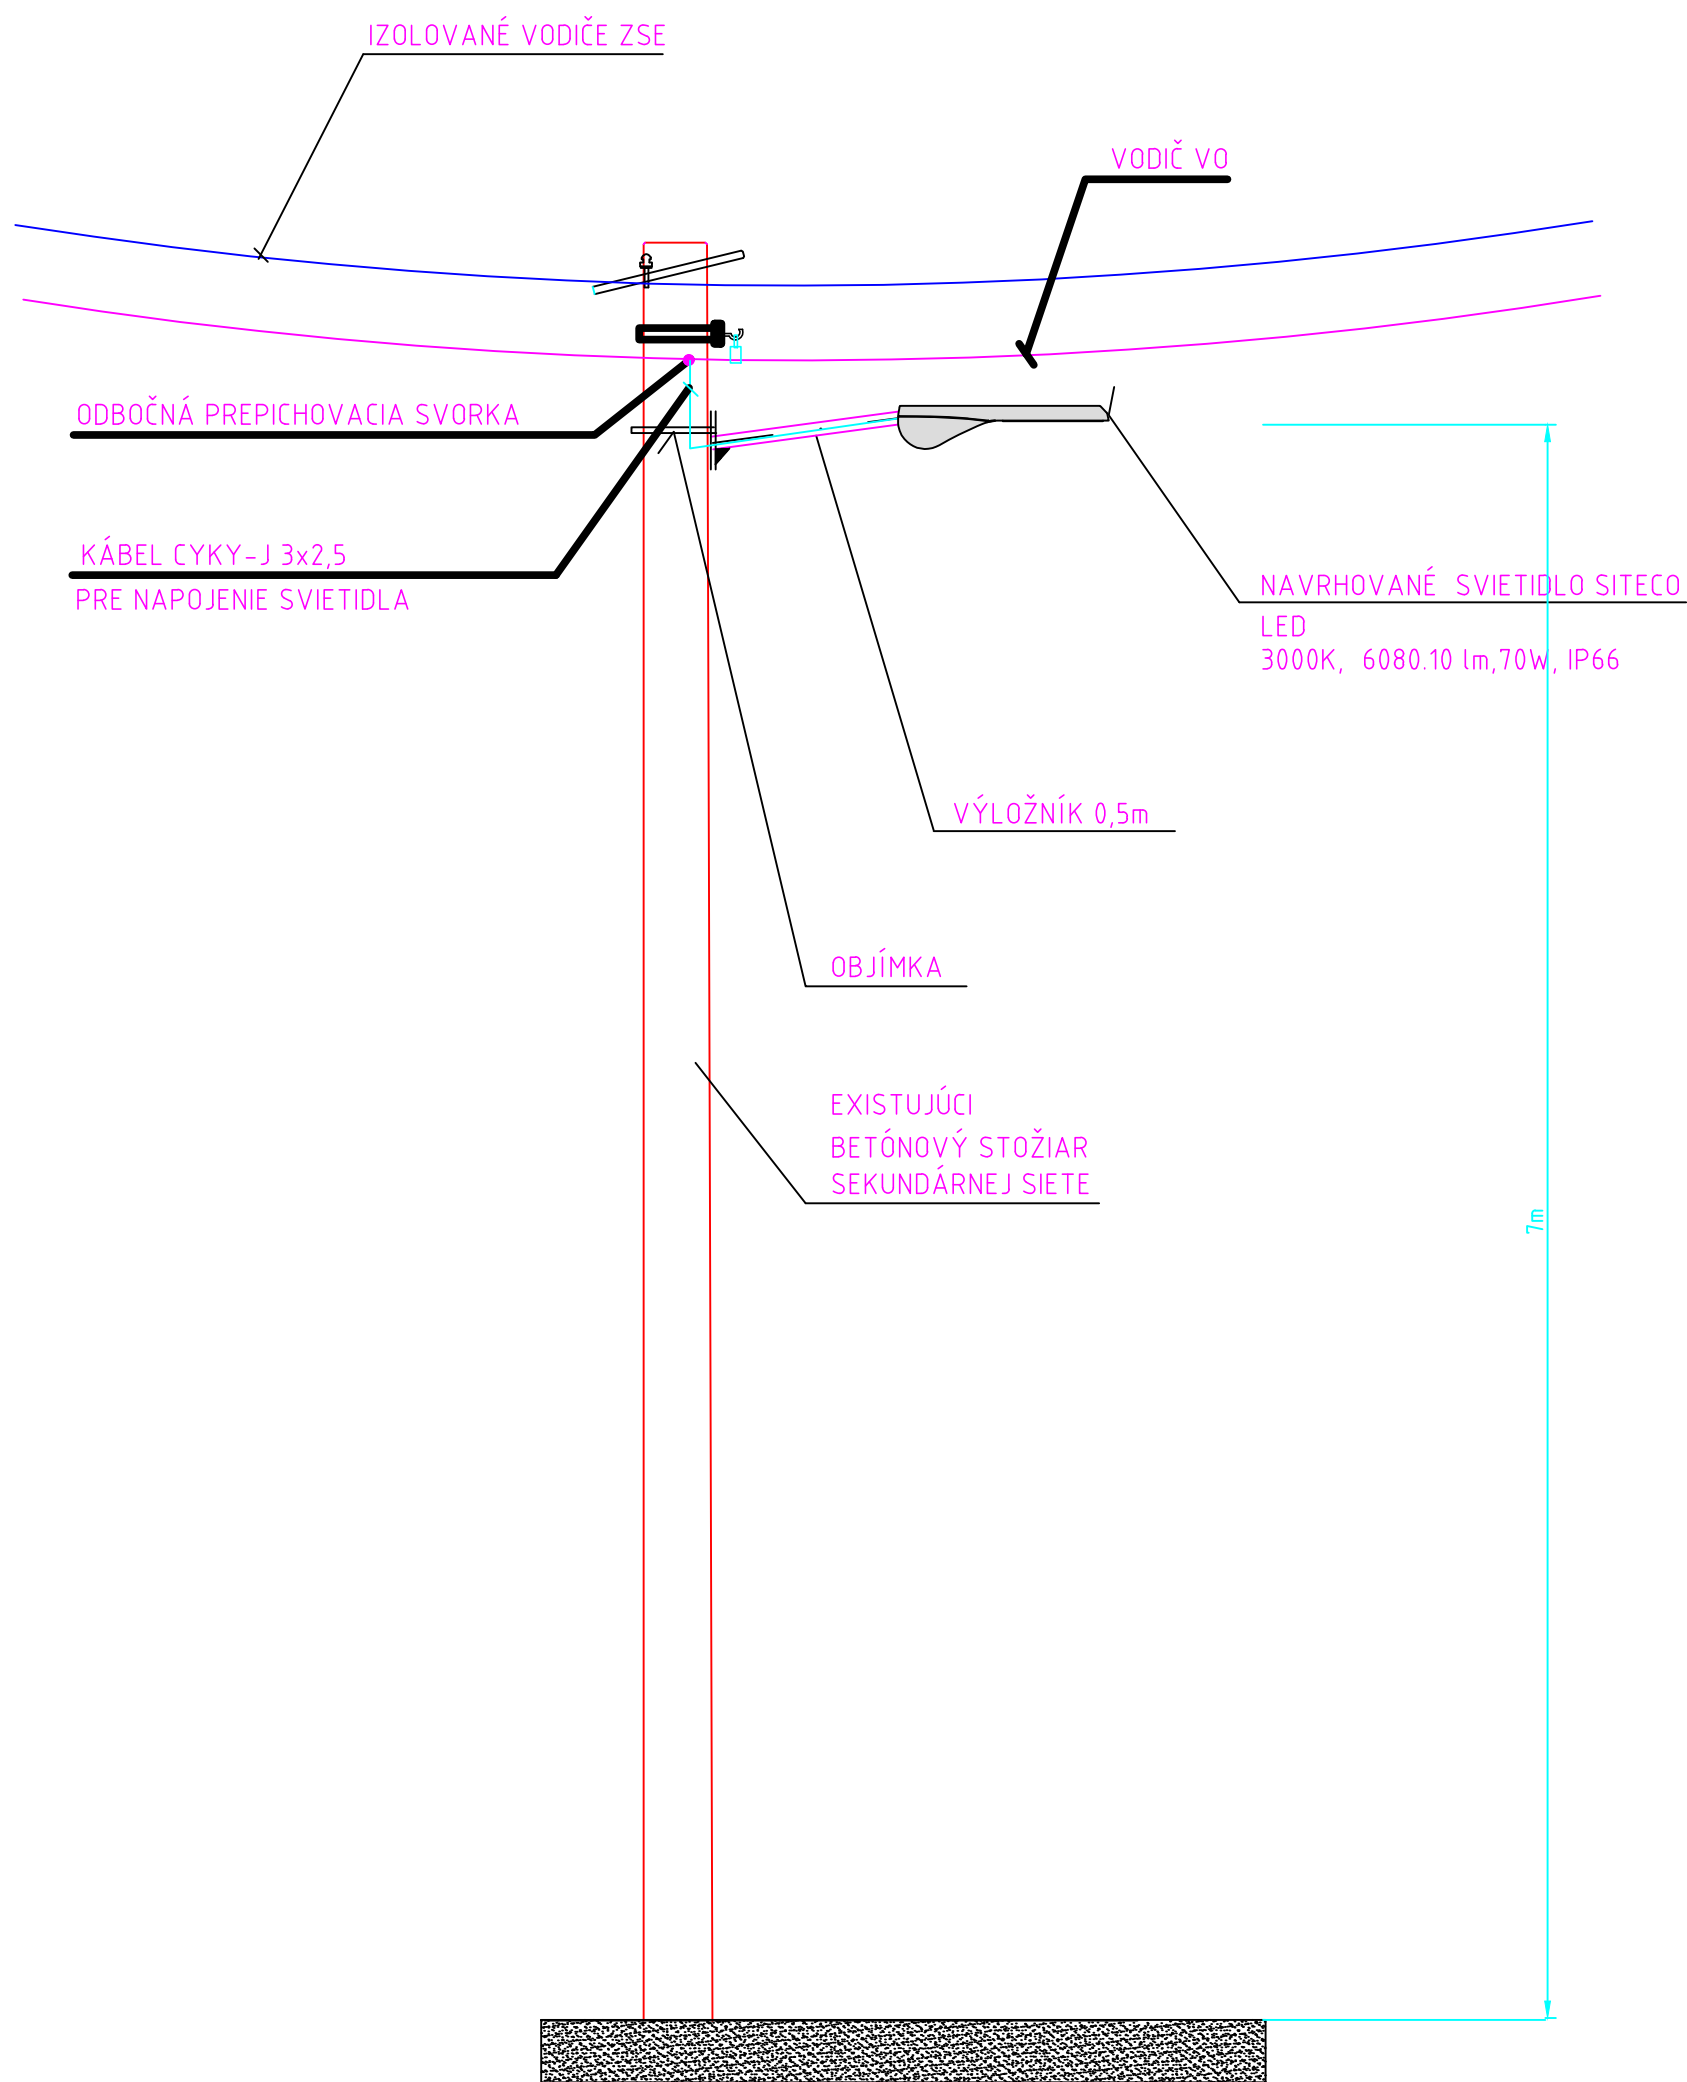 IZOLOVANÉ VODIČE ZSE
VODIČ VO
ODBOČNÁ PREPICHOVACIA SVORKA
KÁBEL CYKY-J 3x2,5
PRE NAPOJENIE SVIETIDLA
NAVRHOVANÉ SVIETIDLO SITECO
LED
3000K, 6080.10 lm,70W, IP66
VÝLOŽNÍK 0,5m
OBJÍMKA
EXISTUJÚCI
BETÓNOVÝ STOŽIAR
SEKUNDÁRNEJ SIETE
7m